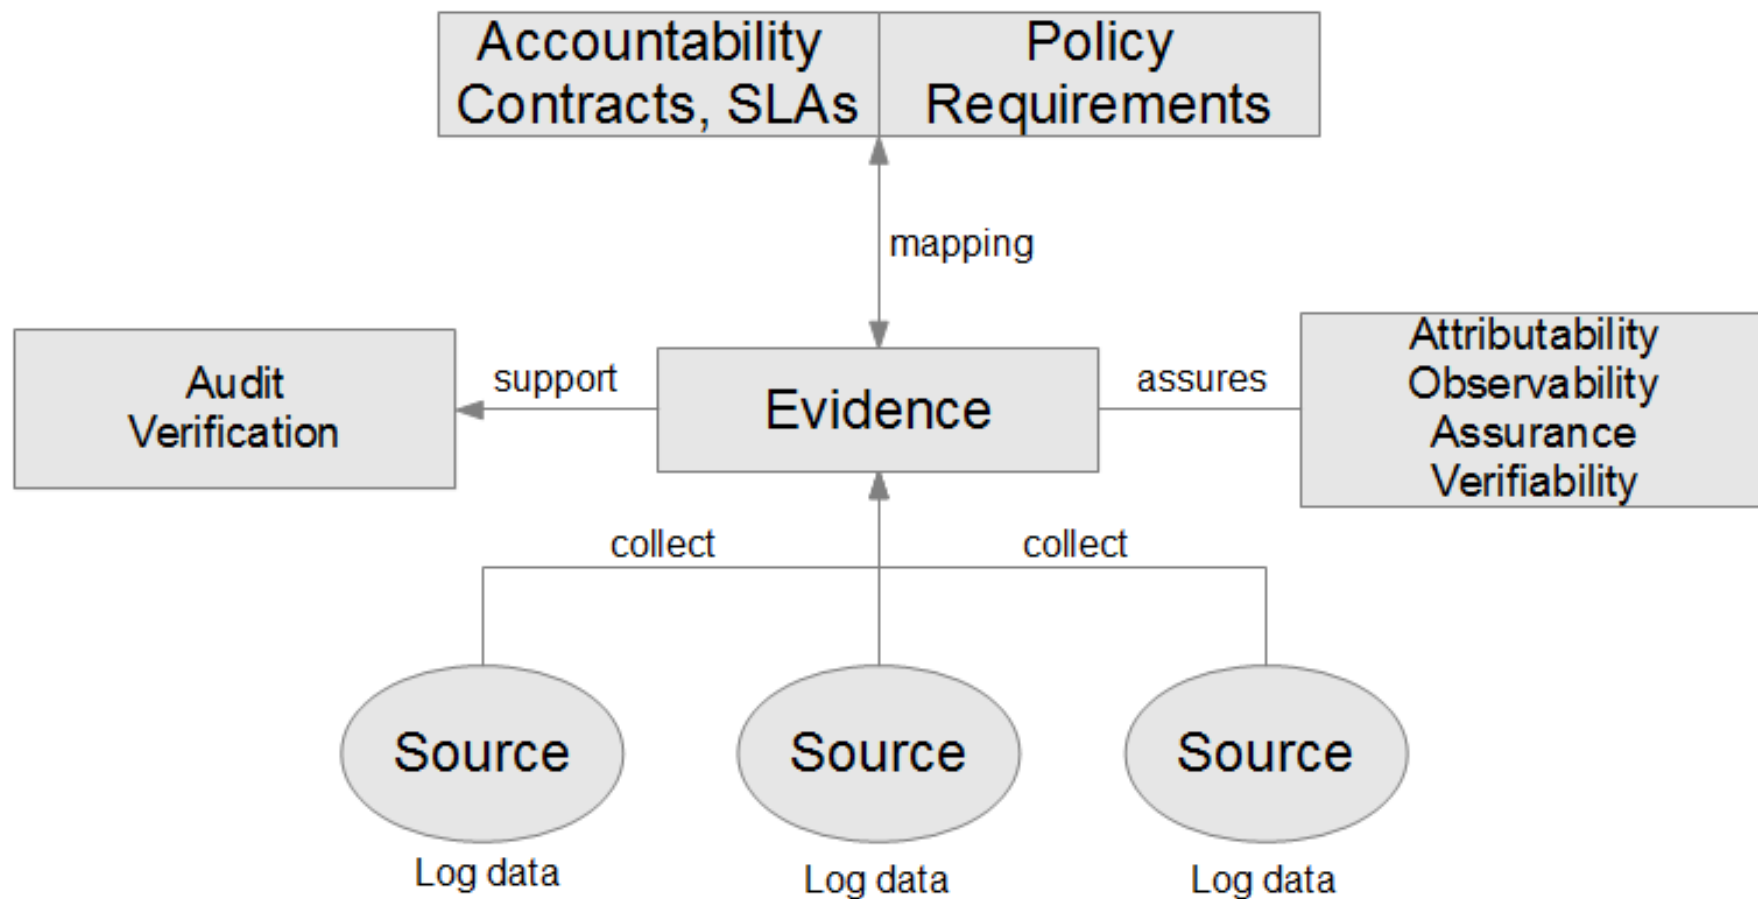 Accountability
Contracts, SLAs
Policy
Requirements
mapping
Audit
Verification
support
Evidence
assures
Attributability
Observability
Assurance
Verifiability
collect
collect
Source
Source
Source
Log data
Log data
Log data